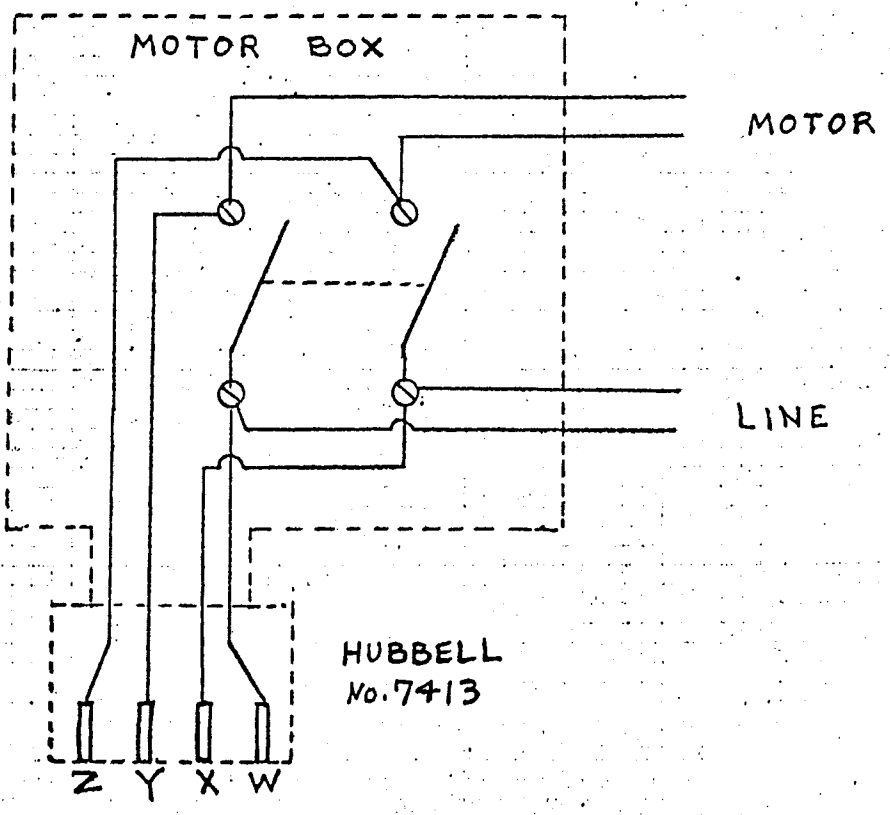 MOTOR BOX
MOTOR
LINE
HUBBELL
No. 7413
Z Y X W